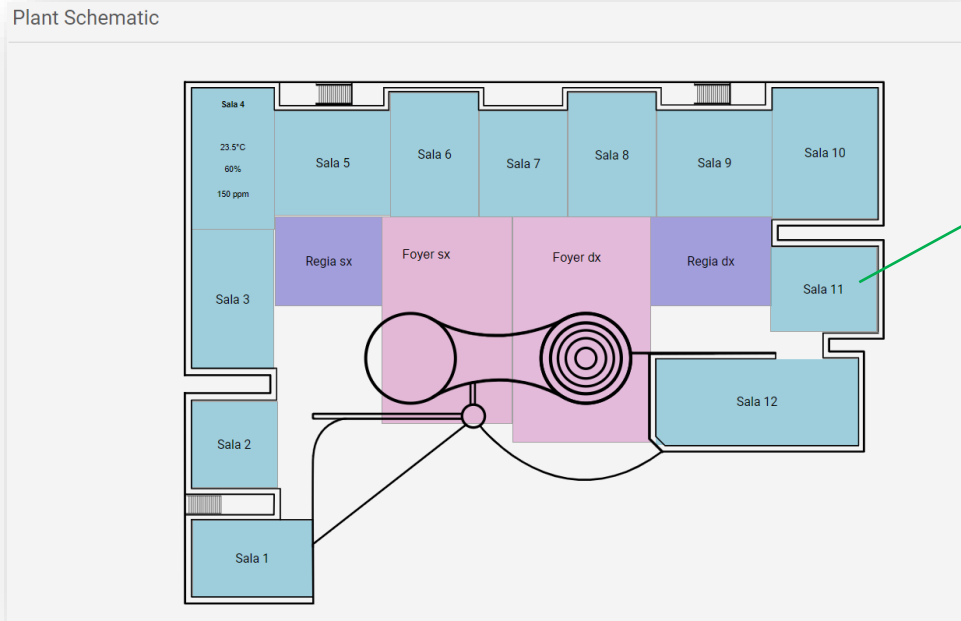 Plant Schematic
Sala 4
23.5°C
60%
150 ppm
Sala 5
Sala 6
Sala 7
Sala 8
Sala 9
Sala 10
Regia sx
Foyer sx
Foyer dx
Regia dx
Sala 3
Sala 11
Sala 12
Sala 2
Sala 1